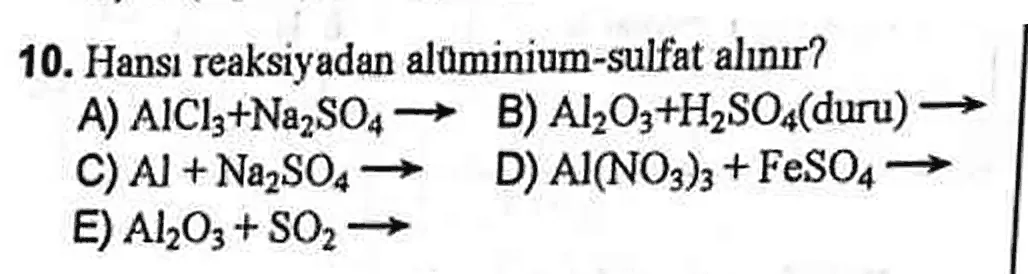 10. Hansı reaksiyadan alüminium-sulfat alınır?
A) AlCl₃+Na₂SO₄ → B) Al₂O₃+H₂SO₄(duru) →
C) Al + Na₂SO₄ → D) Al(NO₃)₃ + FeSO₄ →
E) Al₂O₃ + SO₂ →